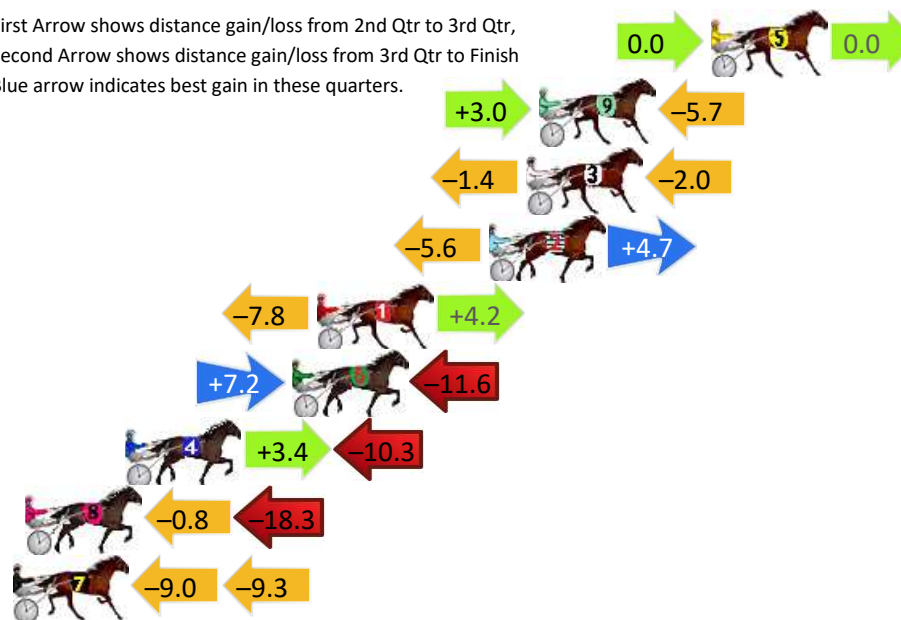 irst Arrow shows distance gain/loss from 2nd Qtr to 3rd Qtr,
econd Arrow shows distance gain/loss from 3rd Qtr to Finish
lue arrow indicates best gain in these quarters.
0.0 5 0.0
+3.0 9 –5.7
–1.4 3 –2.0
–5.6 2 +4.7
–7.8 1 +4.2
+7.2 6 –11.6
4 +3.4 –10.3
8 –0.8 –18.3
7 –9.0 –9.3